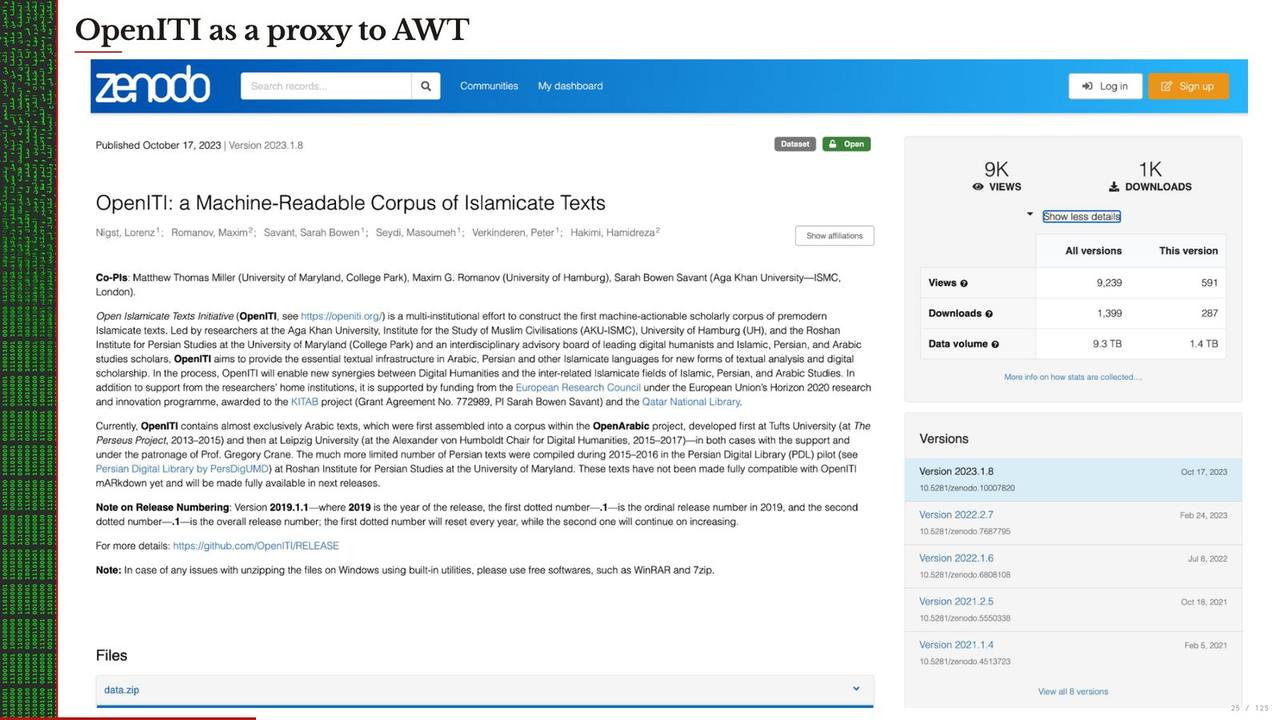 OpenITI as a proxy to AWT
zenodo
Search records...
Communities
My dashboard
Log in
Sign up
Published October 17, 2023 | Version 2023.1.8
Dataset
Open
OpenITI: a Machine-Readable Corpus of Islamicate Texts
Nigst, Lorenz1; Romanov, Maxim2; Savant, Sarah Bowen1; Seydi, Masoumeh1; Verkinderen, Peter1; Hakimi, Hamidreza2
Show affiliations
Co-PIs: Matthew Thomas Miller (University of Maryland, College Park), Maxim G. Romanov (University of Hamburg), Sarah Bowen Savant (Aga Khan University—ISMC,
London).
Open Islamicate Texts Initiative (OpenITI, see https://openiti.org/) is a multi-institutional effort to construct the first machine-actionable scholarly corpus of premodern
Islamicate texts. Led by researchers at the Aga Khan University, Institute for the Study of Muslim Civilisations (AKU-ISMC), University of Hamburg (UH), and the Roshan
Institute for Persian Studies at the University of Maryland (College Park) and an interdisciplinary advisory board of leading digital humanists and Islamic, Persian, and Arabic
studies scholars, OpenITI aims to provide the essential textual infrastructure in Arabic, Persian and other Islamicate languages for new forms of textual analysis and digital
scholarship. In the process, OpenITI will enable new synergies between Digital Humanities and the inter-related Islamicate fields of Islamic, Persian, and Arabic Studies. In
addition to support from the researchers' home institutions, it is supported by funding from the European Research Council under the European Union's Horizon 2020 research
and innovation programme, awarded to the KITAB project (Grant Agreement No. 772989, PI Sarah Bowen Savant) and the Qatar National Library.
Currently, OpenITI contains almost exclusively Arabic texts, which were first assembled into a corpus within the OpenArabic project, developed first at Tufts University (at The
Perseus Project, 2013–2015) and then at Leipzig University (at the Alexander von Humboldt Chair for Digital Humanities, 2015–2017)—in both cases with the support and
under the patronage of Prof. Gregory Crane. The much more limited number of Persian texts were compiled during 2015–2016 in the Persian Digital Library (PDL) pilot (see
Persian Digital Library by PersDigUMD) at Roshan Institute for Persian Studies at the University of Maryland. These texts have not been made fully compatible with OpenITI
mARkdown yet and will be made fully available in next releases.
Note on Release Numbering: Version 2019.1.1—where 2019 is the year of the release, the first dotted number—.1—is the ordinal release number in 2019, and the second
dotted number—.1—is the overall release number; the first dotted number will reset every year, while the second one will continue on increasing.
For more details: https://github.com/OpenITI/RELEASE
Note: In case of any issues with unzipping the files on Windows using built-in utilities, please use free softwares, such as WinRAR and 7zip.
Files
data.zip
9K
VIEWS
1K
DOWNLOADS
Show less details
All versions This version
Views 9,239 591
Downloads 1,399 287
Data volume 9.3 TB 1.4 TB
More info on how stats are collected....
Versions
Version 2023.1.8 Oct 17, 2023
10.5281/zenodo.10007820
Version 2022.2.7 Feb 24, 2023
10.5281/zenodo.7687795
Version 2022.1.6 Jul 8, 2022
10.5281/zenodo.6808108
Version 2021.2.5 Oct 18, 2021
10.5281/zenodo.5550338
Version 2021.1.4 Feb 5, 2021
10.5281/zenodo.4513723
View all 8 versions
25 / 125